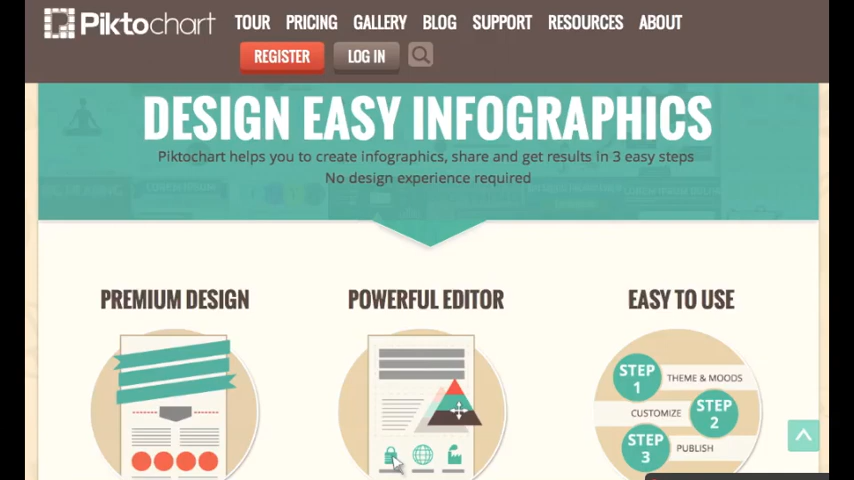 Piktochart
TOUR PRICING GALLERY BLOG SUPPORT RESOURCES ABOUT
REGISTER LOG IN
DESIGN EASY INFOGRAPHICS
Piktochart helps you to create infographics, share and get results in 3 easy steps
No design experience required
PREMIUM DESIGN POWERFUL EDITOR EASY TO USE
STEP 1 THEME & MOODS
CUSTOMIZE STEP 2
STEP 3 PUBLISH